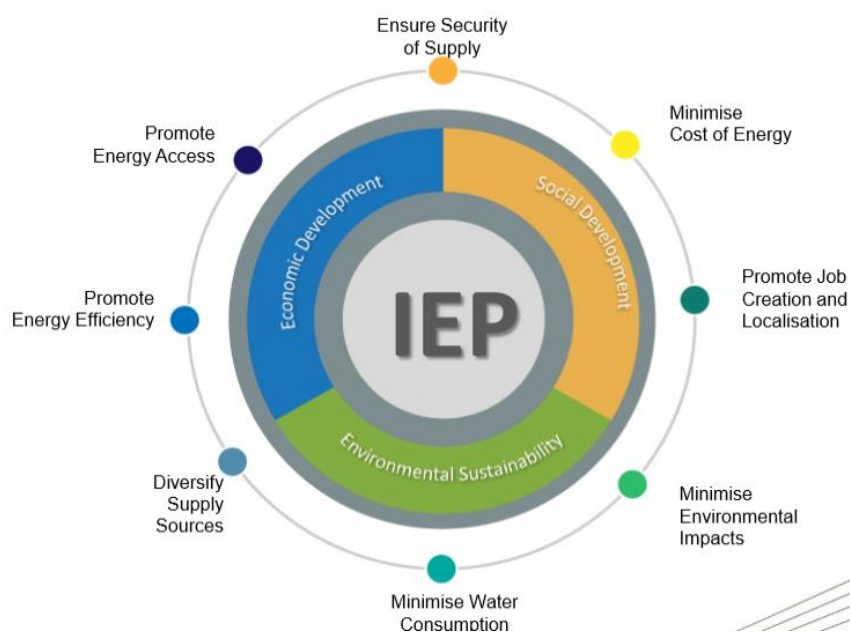 Ensure Security
of Supply
Minimise
Cost of Energy
Promote Job
Creation and
Localisation
Minimise
Environmental
Impacts
Minimise Water
Consumption
Diversify
Supply
Sources
Promote
Energy Efficiency
Promote
Energy Access
Economic Development
Social Development
Environmental Sustainability
IEP